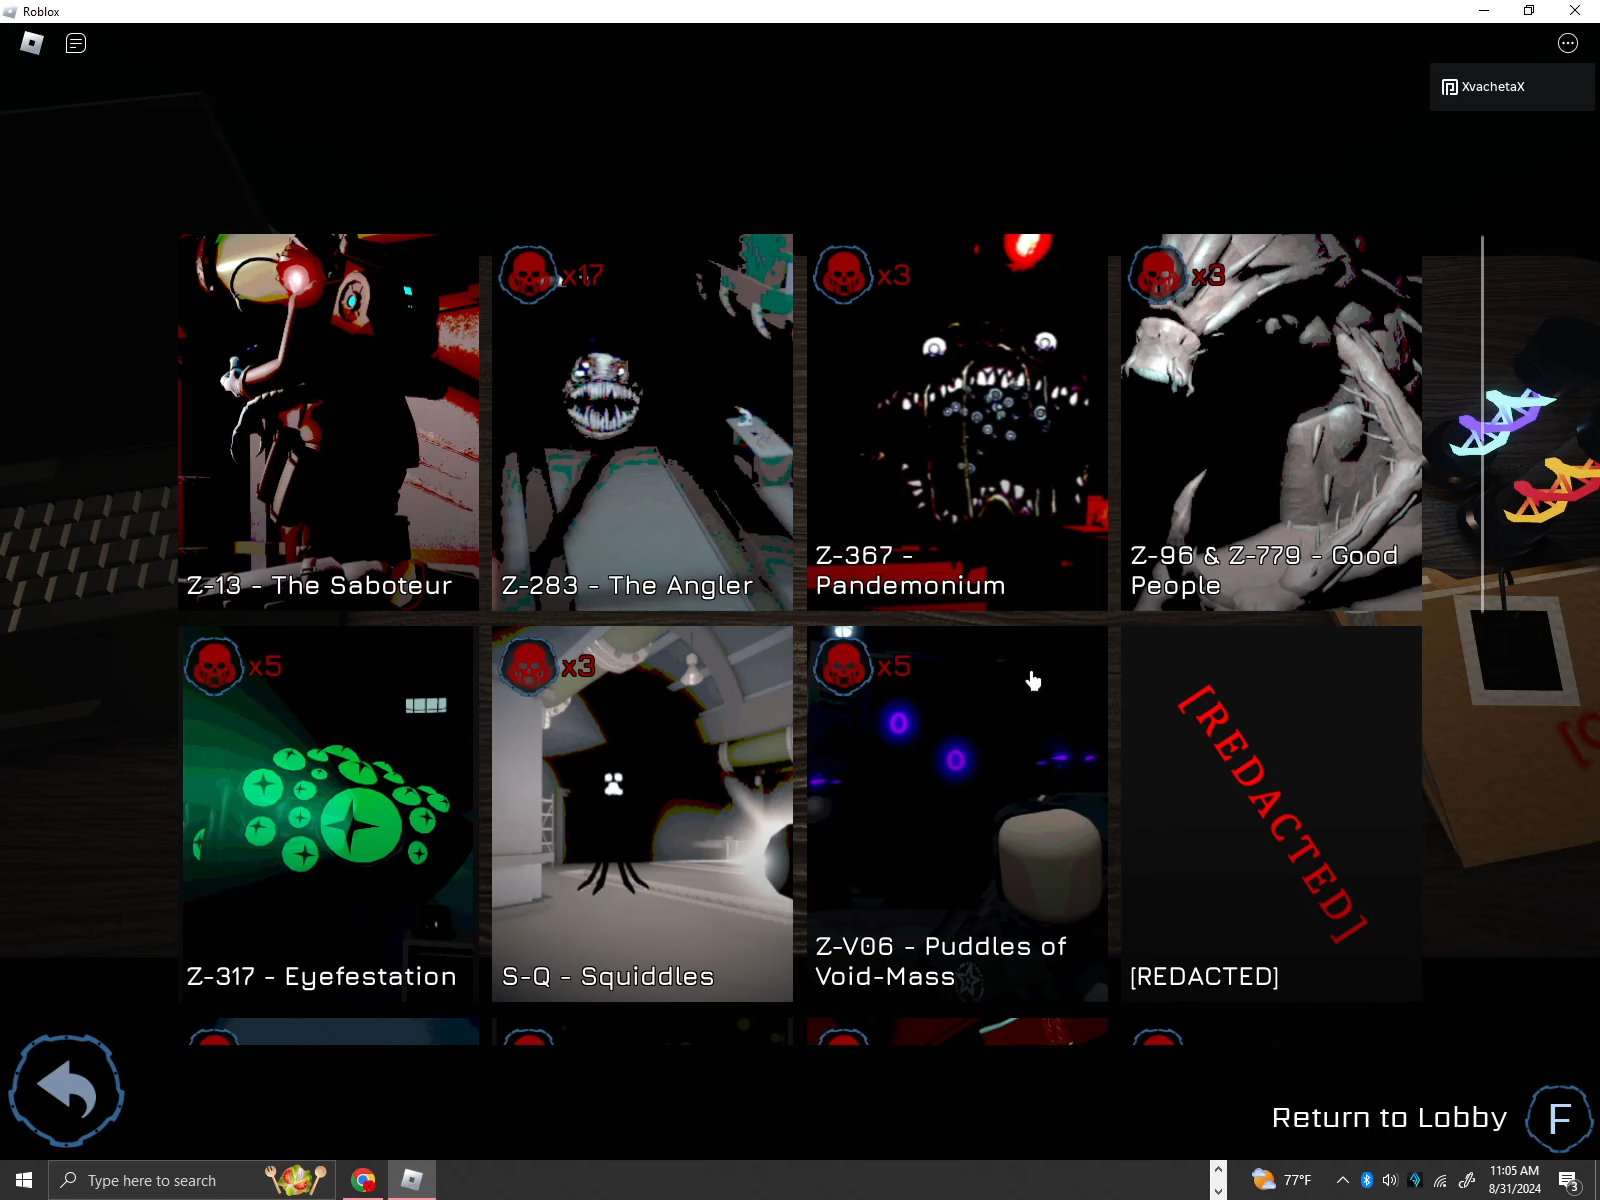 Roblox
XvachetaX
x17
x3
x3
Z-13 - The Saboteur
Z-283 - The Angler
Z-367 -
Pandemonium
Z-96 & Z-779 - Good
People
x5
x3
x5
[REDACTED]
Z-317 - Eyefestation
S-Q - Squiddles
Z-V06 - Puddles of
Void-Mass
[REDACTED]
Return to Lobby
F
Type here to search
77°F
11:05 AM
8/31/2024
3